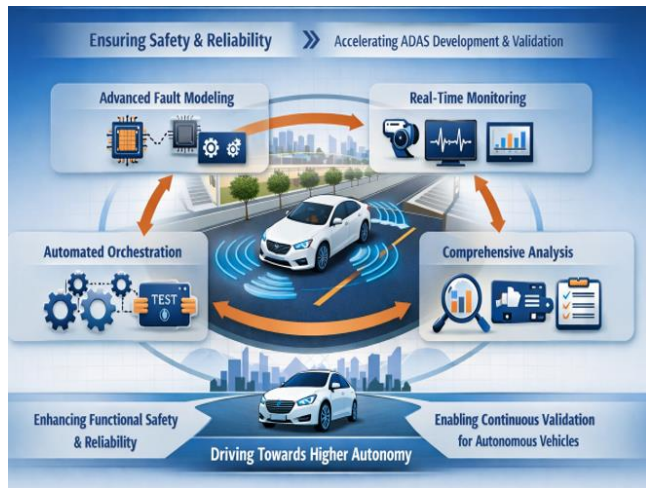 Ensuring Safety & Reliability
Accelerating ADAS Development & Validation
Advanced Fault Modeling
Real-Time Monitoring
Automated Orchestration
TEST
Comprehensive Analysis
Enhancing Functional Safety
& Reliability
Enabling Continuous Validation
for Autonomous Vehicles
Driving Towards Higher Autonomy